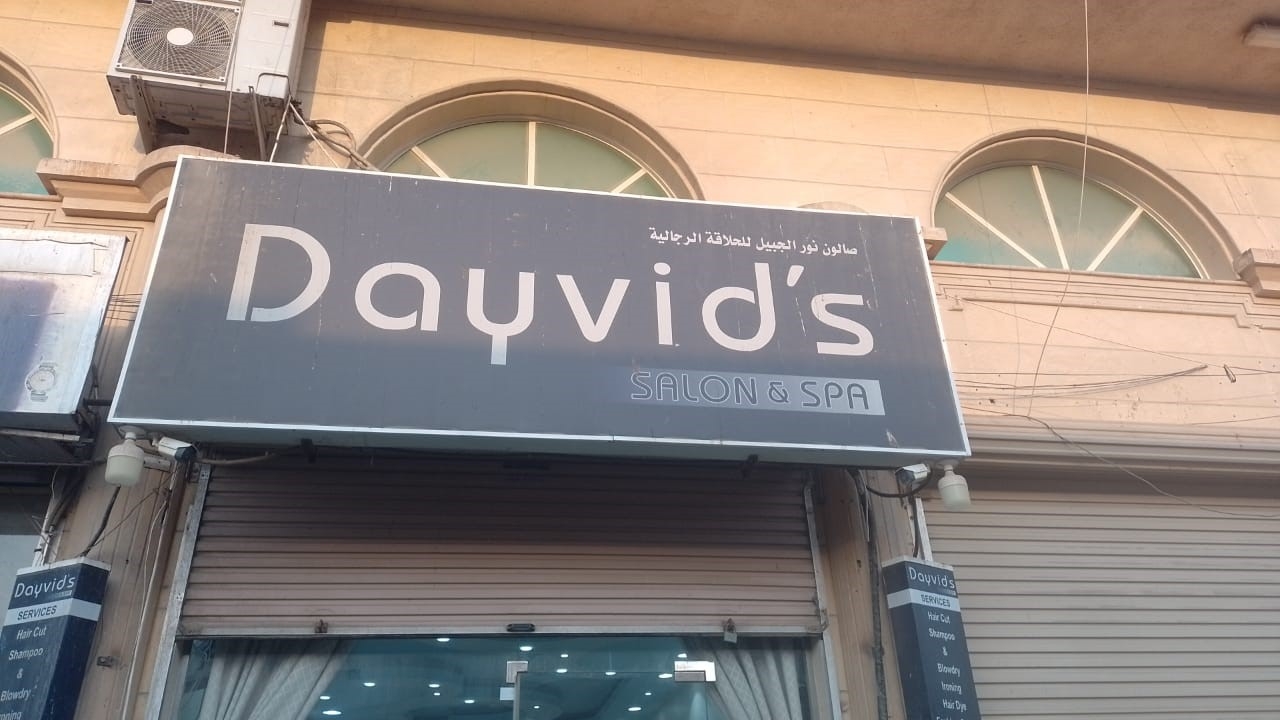 صالون نور الجبيل للحلاقة الرجالية
Dayvid's
SALON & SPA
Dayvid's
SERVICES
Hair Cut
Shampoo
&
Blowdry
Dayvid's
SERVICES
Hair Cut
Shampoo
&
Blowdry
Ironing
Hair Dye